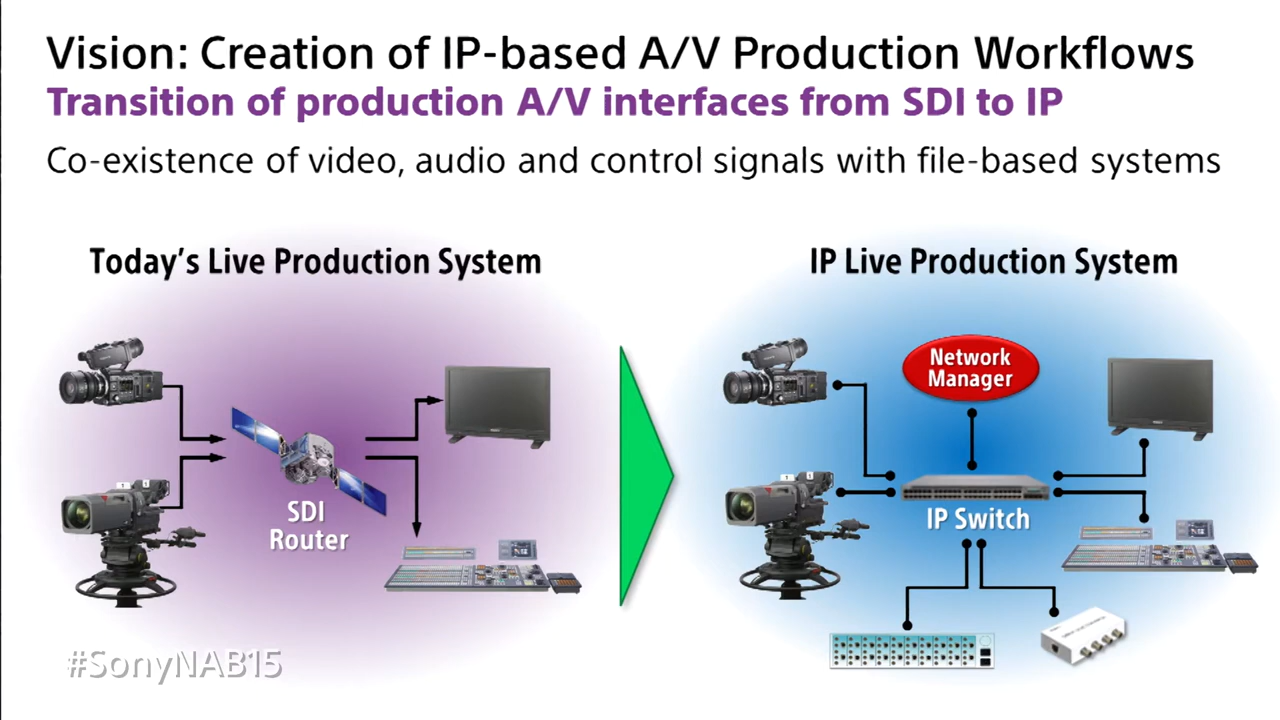 Vision: Creation of IP-based A/V Production Workflows
Transition of production A/V interfaces from SDI to IP
Co-existence of video, audio and control signals with file-based systems
Today's Live Production System
IP Live Production System
Network
Manager
SDI
Router
IP Switch
#SonyNAB15